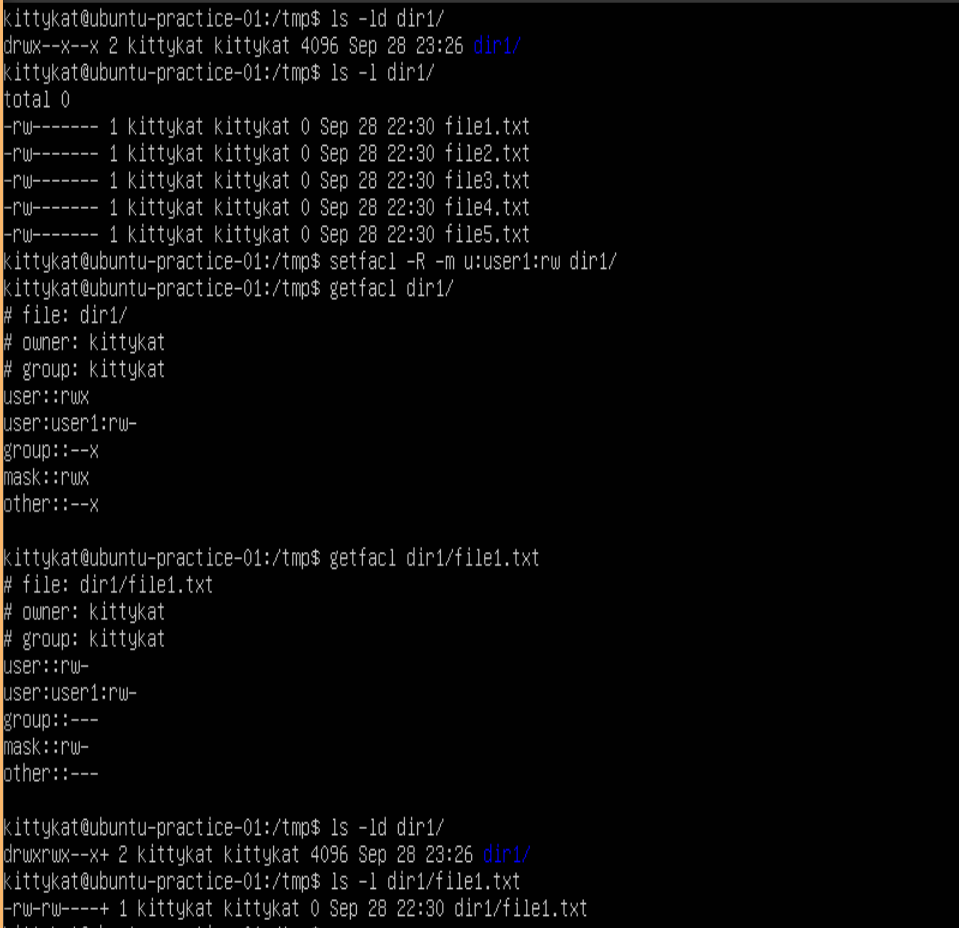 kittykat@ubuntu-practice-01:/tmp$ ls -ld dir1/
drwx--x--x 2 kittykat kittykat 4096 Sep 28 23:26 dir1/
kittykat@ubuntu-practice-01:/tmp$ ls -l dir1/
total 0
-rw------- 1 kittykat kittykat 0 Sep 28 22:30 file1.txt
-rw------- 1 kittykat kittykat 0 Sep 28 22:30 file2.txt
-rw------- 1 kittykat kittykat 0 Sep 28 22:30 file3.txt
-rw------- 1 kittykat kittykat 0 Sep 28 22:30 file4.txt
-rw------- 1 kittykat kittykat 0 Sep 28 22:30 file5.txt
kittykat@ubuntu-practice-01:/tmp$ setfacl -R -m u:user1:rw dir1/
kittykat@ubuntu-practice-01:/tmp$ getfacl dir1/
# file: dir1/
# owner: kittykat
# group: kittykat
user::rwx
user:user1:rw-
group::--x
mask::rwx
other::--x

kittykat@ubuntu-practice-01:/tmp$ getfacl dir1/file1.txt
# file: dir1/file1.txt
# owner: kittykat
# group: kittykat
user::rw-
user:user1:rw-
group::---
mask::rw-
other::---

kittykat@ubuntu-practice-01:/tmp$ ls -ld dir1/
drwxrwx--x+ 2 kittykat kittykat 4096 Sep 28 23:26 dir1/
kittykat@ubuntu-practice-01:/tmp$ ls -l dir1/file1.txt
-rw-rw----+ 1 kittykat kittykat 0 Sep 28 22:30 dir1/file1.txt